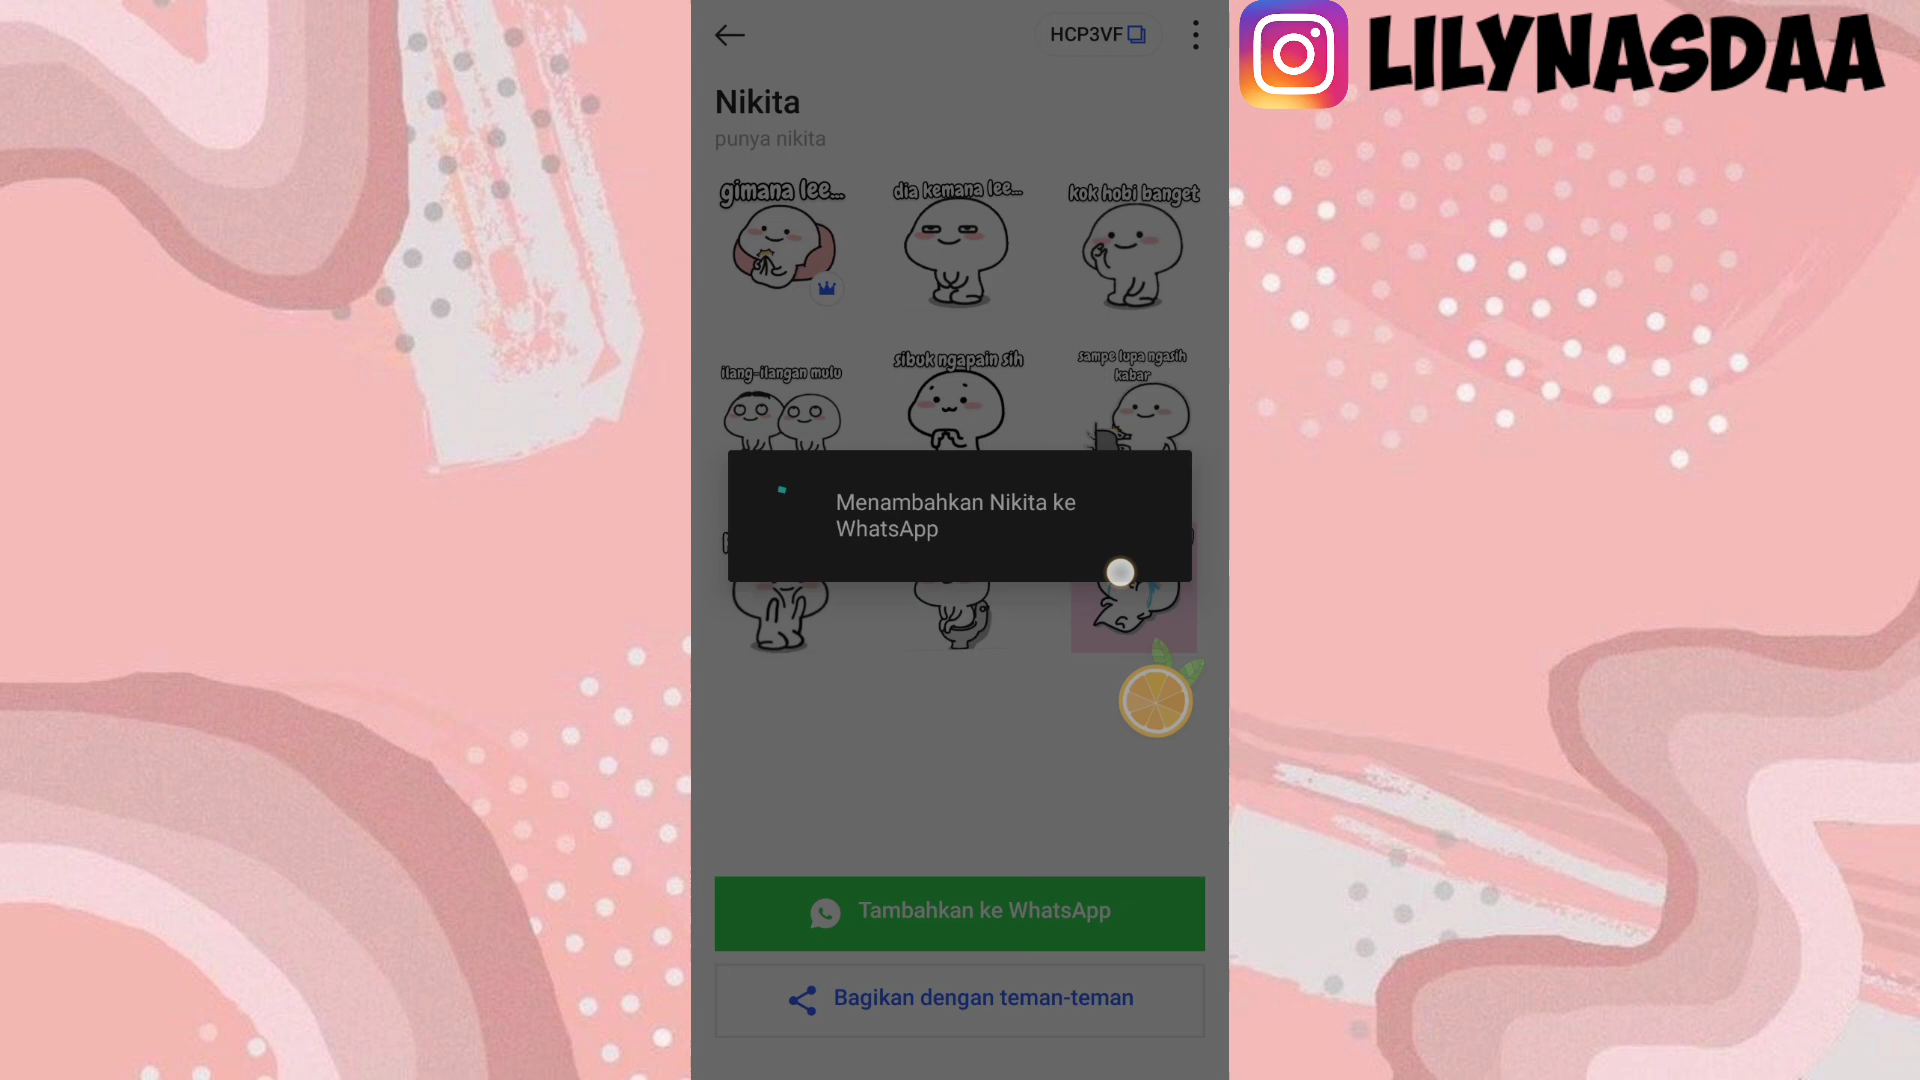 HCP3VF
LILYNASDAA
Nikita
punya nikita
gimana lee...
dia kemana lee...
kok hobi banget
ilang-ilangan mulu
sibuk ngapain sih
sampe lupa ngasih
kabar
Menambahkan Nikita ke
WhatsApp
Tambahkan ke WhatsApp
Bagikan dengan teman-teman